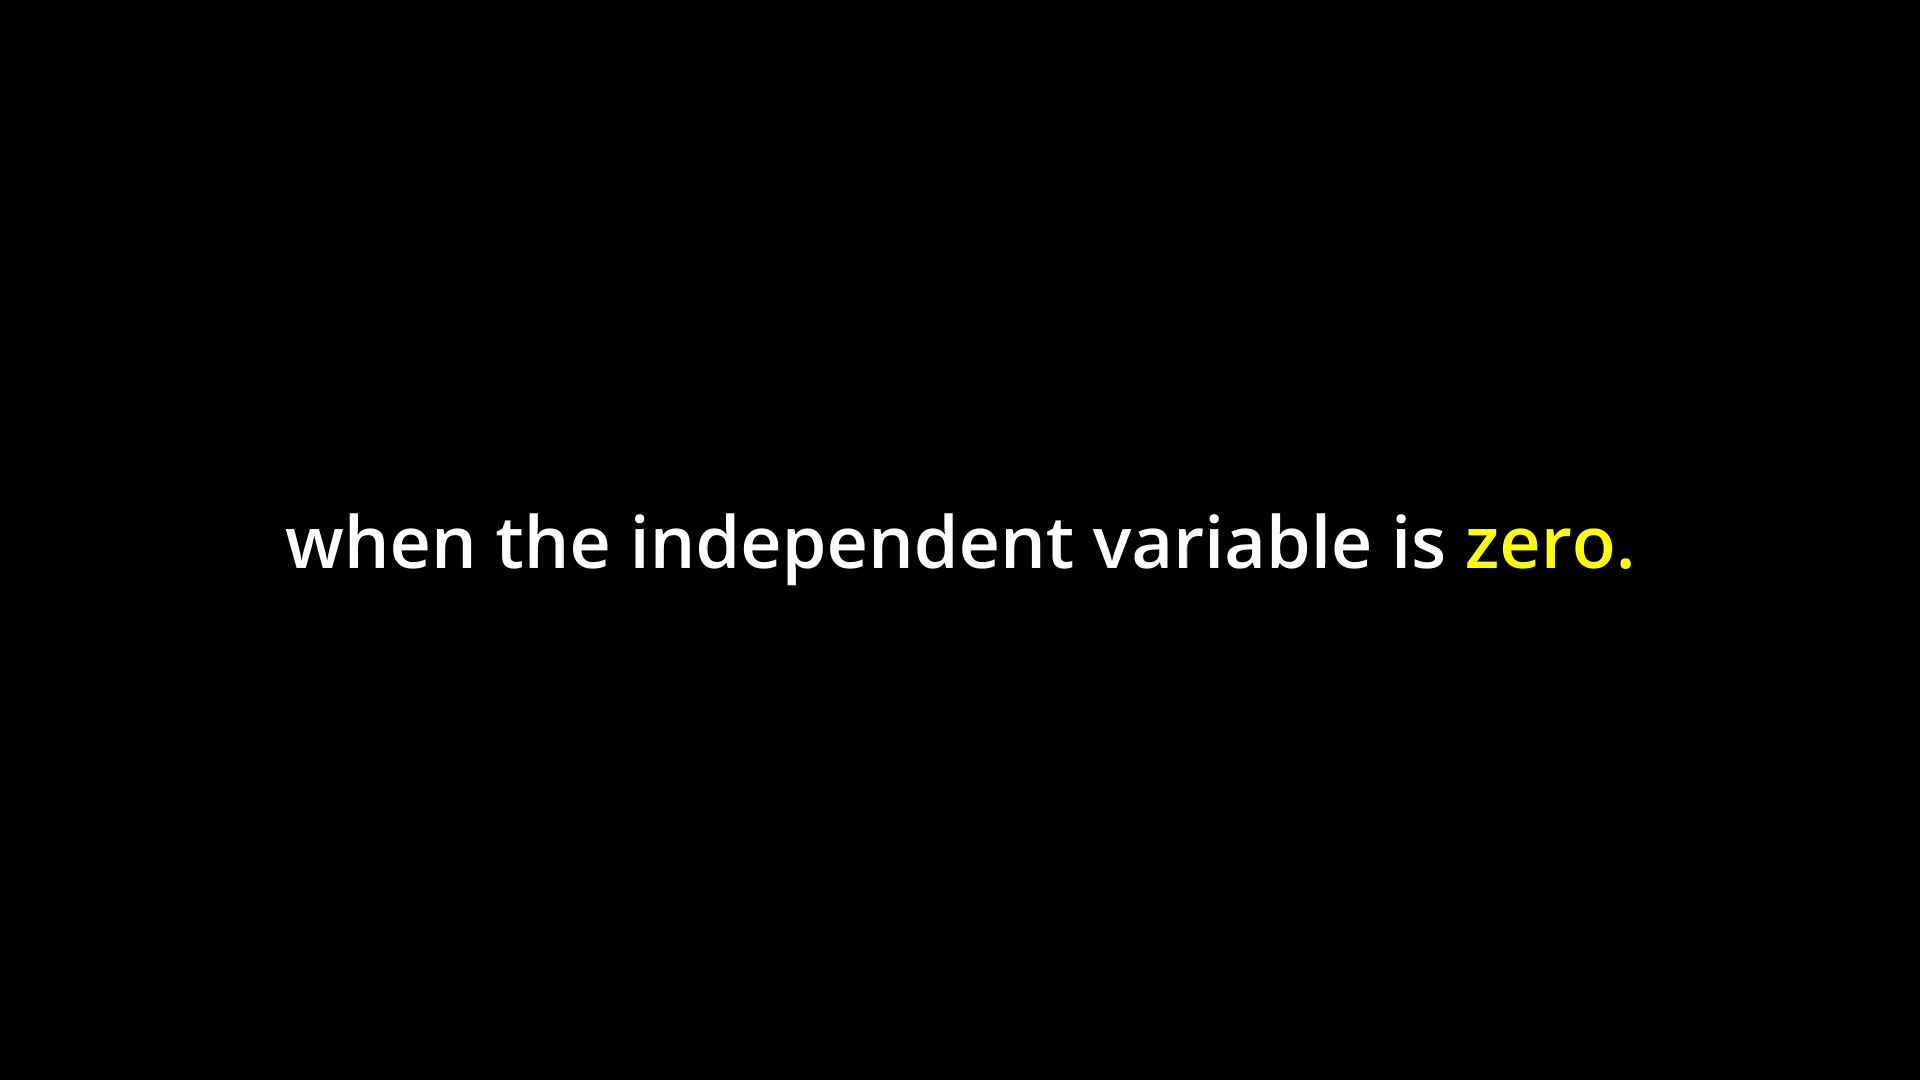 when the independent variable is zero.